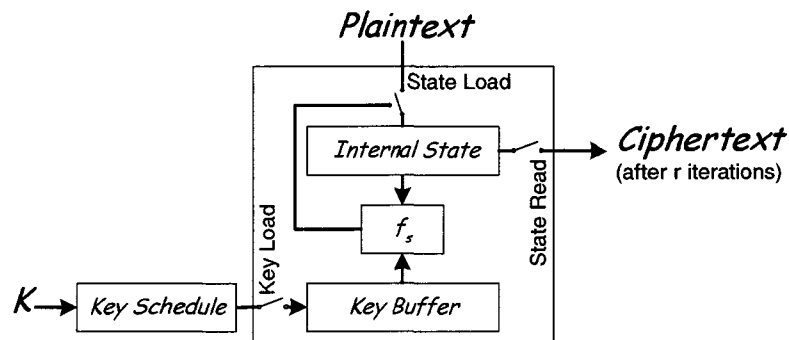 Plaintext
State Load
Internal State
Ciphertext
(after r iterations)
State Read
f s
Key Load
K
Key Schedule
Key Buffer